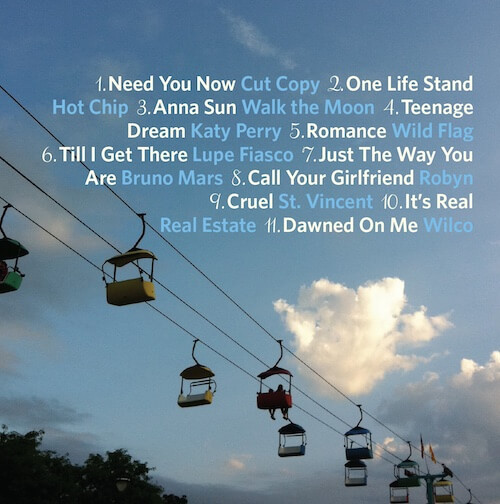 1.Need You Now Cut Copy 2.One Life Stand
Hot Chip 3.Anna Sun Walk the Moon 4.Teenage
Dream Katy Perry 5.Romance Wild Flag
6.Till I Get There Lupe Fiasco 7.Just The Way You
Are Bruno Mars 8.Call Your Girlfriend Robyn
9.Cruel St. Vincent 10.It's Real
Real Estate 11.Dawned On Me Wilco